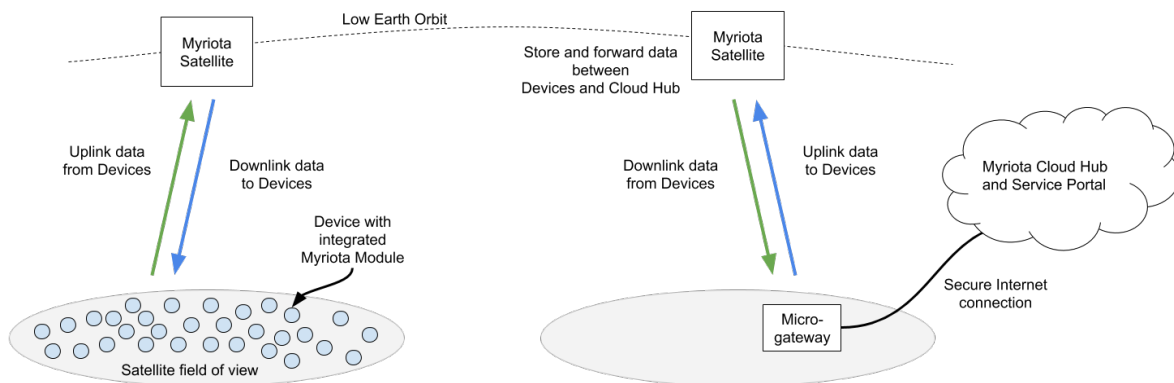 Low Earth Orbit
Myriota
Satellite
Uplink data
from Devices
Downlink data
to Devices
Device with
integrated
Myriota Module
Satellite field of view
Store and forward data
between
Devices and Cloud Hub
Myriota
Satellite
Downlink data
from Devices
Uplink data
to Devices
Myriota Cloud Hub
and Service Portal
Secure Internet
connection
Micro-
gateway